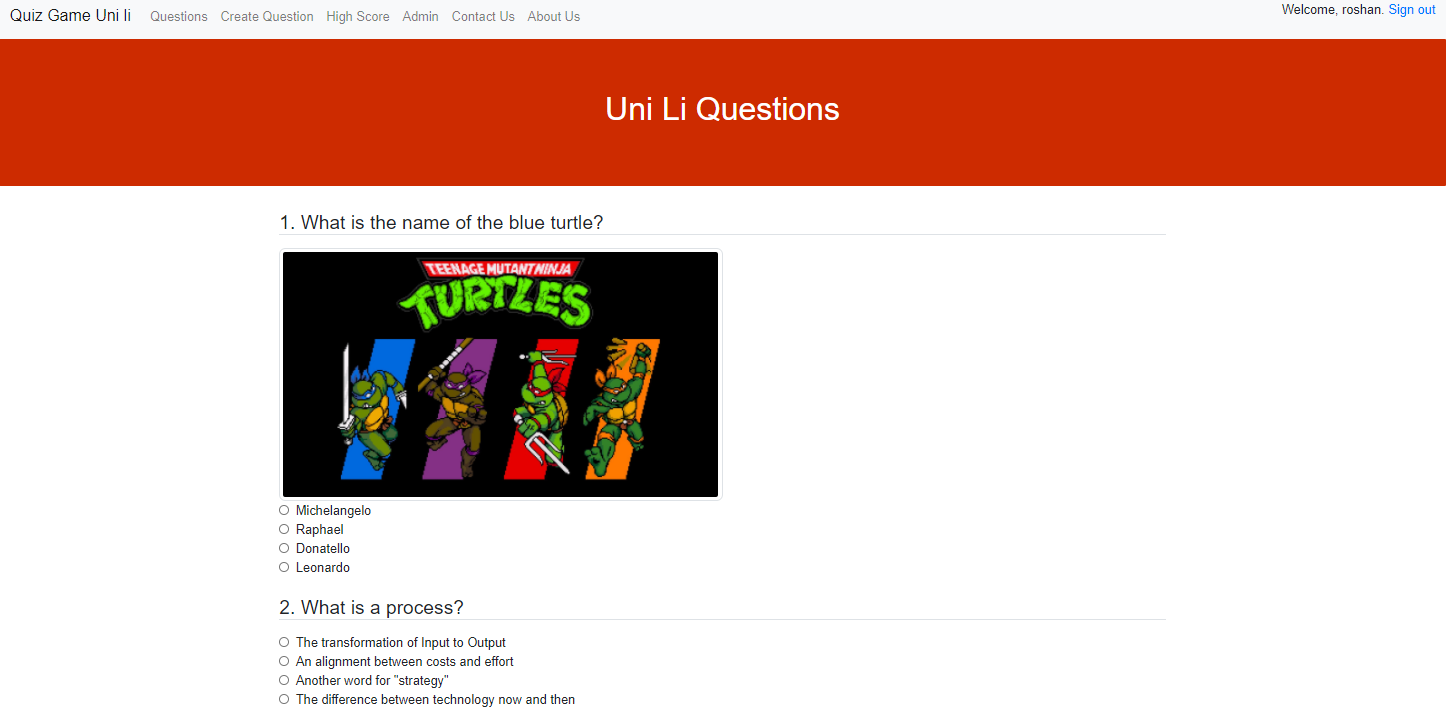 Quiz Game Uni li Questions Create Question High Score Admin Contact Us About Us Welcome, roshan. Sign out
Uni Li Questions
1. What is the name of the blue turtle?
TEENAGE MUTANT NINJA
TURTLES
Michelangelo
Raphael
Donatello
Leonardo
2. What is a process?
The transformation of Input to Output
An alignment between costs and effort
Another word for "strategy"
The difference between technology now and then